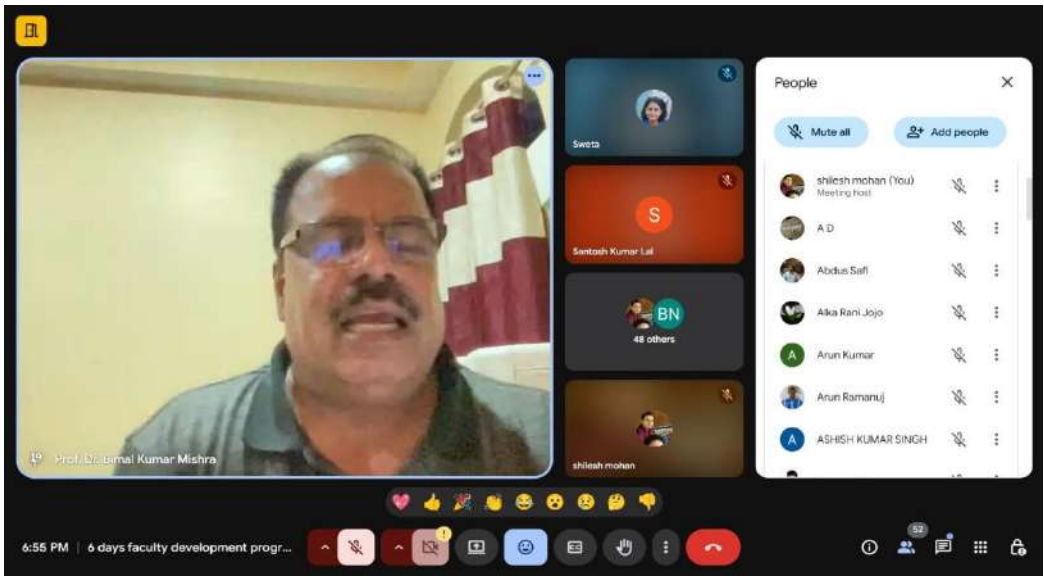 Sweta
S
Santosh Kumar Lal
BN
48 others
shilesh mohan
Prof. Dr. Bimal Kumar Mishra
People
Mute all
Add people
shilesh mohan (You)
Meeting host
A D
Abdus Safi
Alka Rani Jojo
A
Arun Kumar
Arun Ramanuj
A
ASHISH KUMAR SINGH
6:55 PM | 6 days faculty development progr...
52